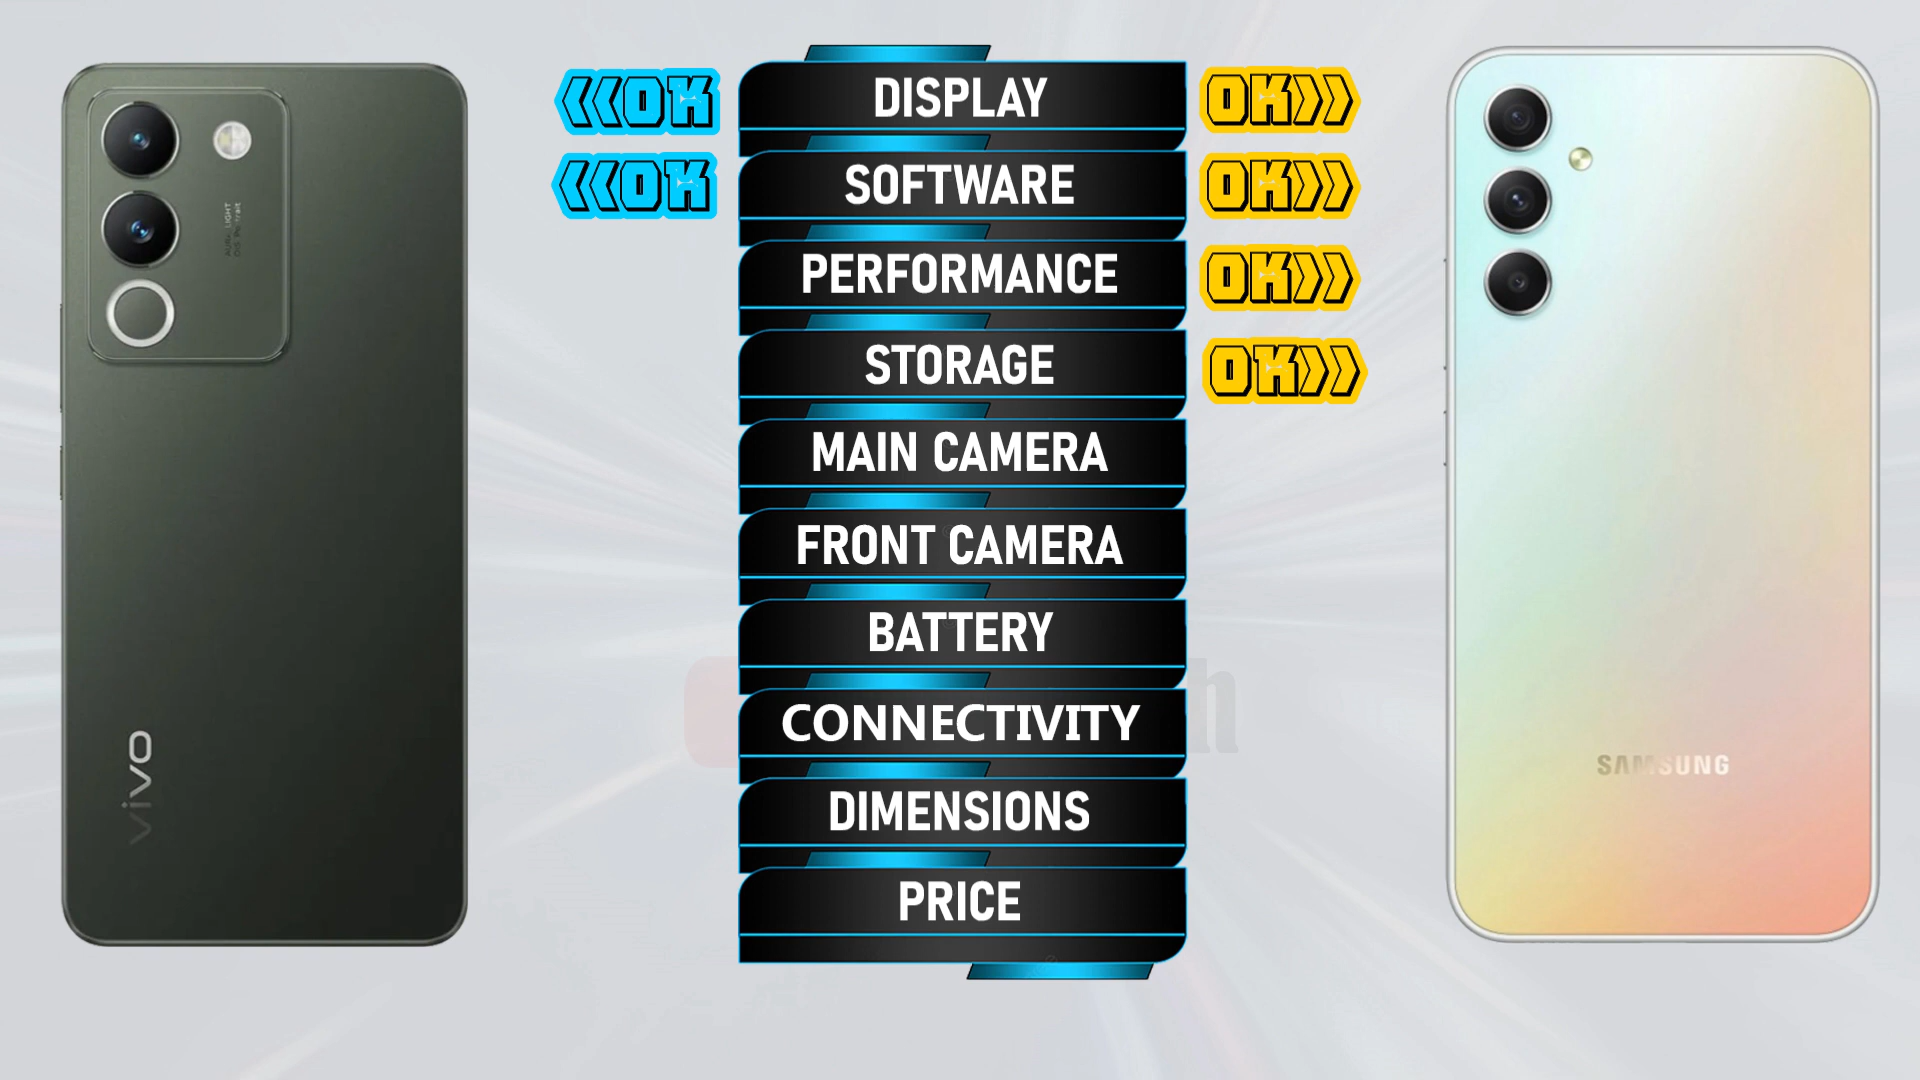 <<OK DISPLAY OK>>
<<OK SOFTWARE OK>>
PERFORMANCE OK>>
STORAGE OK>>
MAIN CAMERA
FRONT CAMERA
BATTERY
CONNECTIVITY
DIMENSIONS
PRICE
vivo
SAMSUNG